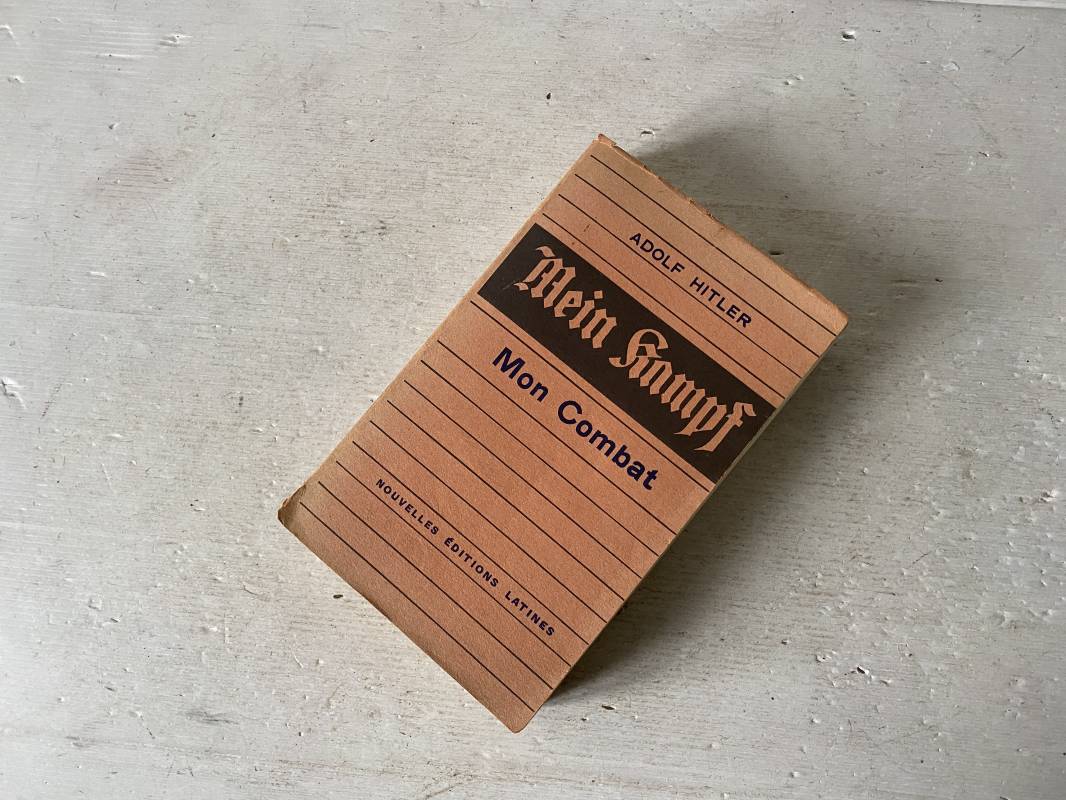 ADOLF HITLER
Mein Kampf
Mon Combat
NOUVELLES ÉDITIONS LATINES